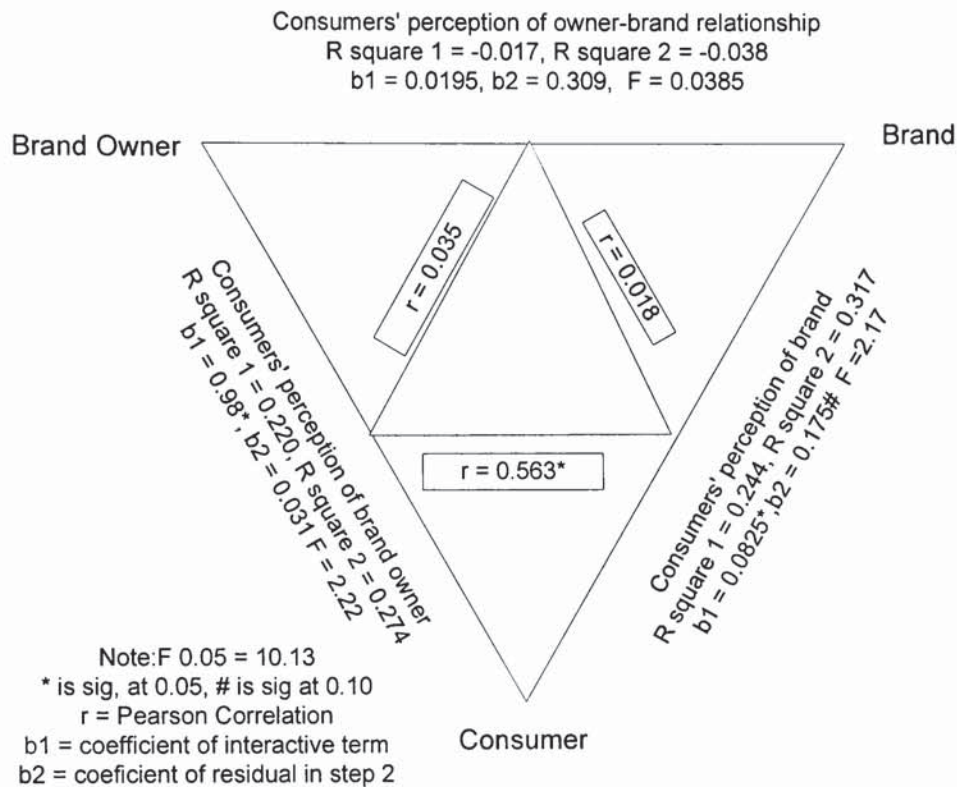 Consumers' perception of owner-brand relationship
R square 1 = -0.017, R square 2 = -0.038
b1 = 0.0195, b2 = 0.309, F = 0.0385
Brand Owner
Brand
r = 0.035
r = 0.018
Consumers' perception of brand owner
R square 1 = 0.220, R square 2 = 0.274
b1 = 0.98*, b2 = 0.031 F = 2.22
Consumers' perception of brand
R square 1 = 0.244, R square 2 = 0.317
b1 = 0.0825*,b2 = 0.175# F =2.17
r = 0.563*
Note:F 0.05 = 10.13
* is sig, at 0.05, # is sig at 0.10
r = Pearson Correlation
b1 = coefficient of interactive term
b2 = coeficient of residual in step 2
Consumer